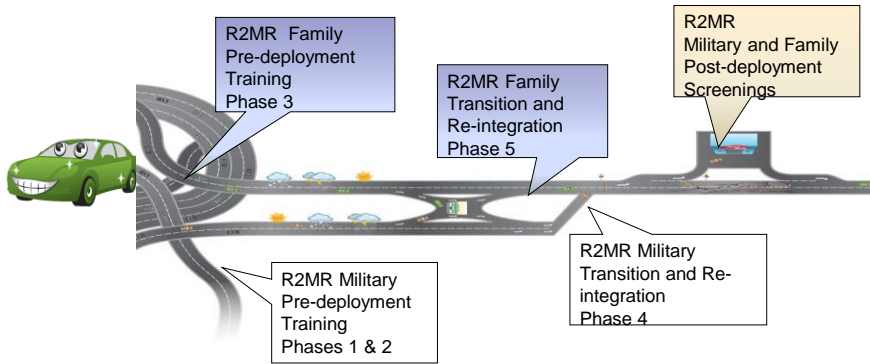 R2MR Family
Pre-deployment
Training
Phase 3
R2MR Family
Transition and
Re-integration
Phase 5
R2MR
Military and Family
Post-deployment
Screenings
R2MR Military
Pre-deployment
Training
Phases 1 & 2
R2MR Military
Transition and Re-
integration
Phase 4